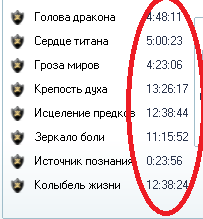 Голова дракона 4:48:11
Сердце титана 5:00:23
Гроза миров 4:23:06
Крепость духа 13:26:17
Исцеление предков 12:38:44
Зеркало боли 11:15:52
Источник познания 0:23:56
Колыбель жизни 12:38:24